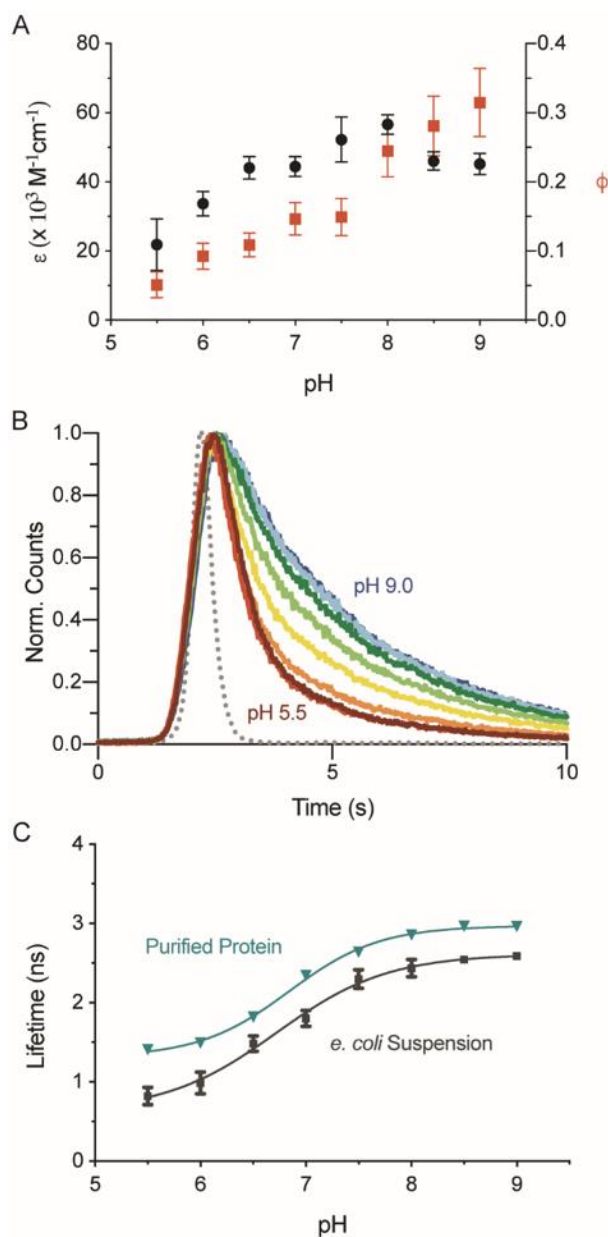 A
80
60
40
20
0
ε (x 10³ M⁻¹cm⁻¹)
0.4
0.3
0.2
0.1
0.0
ϕ
5 6 7 8 9
pH
B
1.0
0.8
0.6
0.4
0.2
0.0
Norm. Counts
pH 9.0
pH 5.5
0 5 10
Time (s)
C
4
3
2
1
0
Lifetime (ns)
Purified Protein
e. coli Suspension
5 6 7 8 9
pH